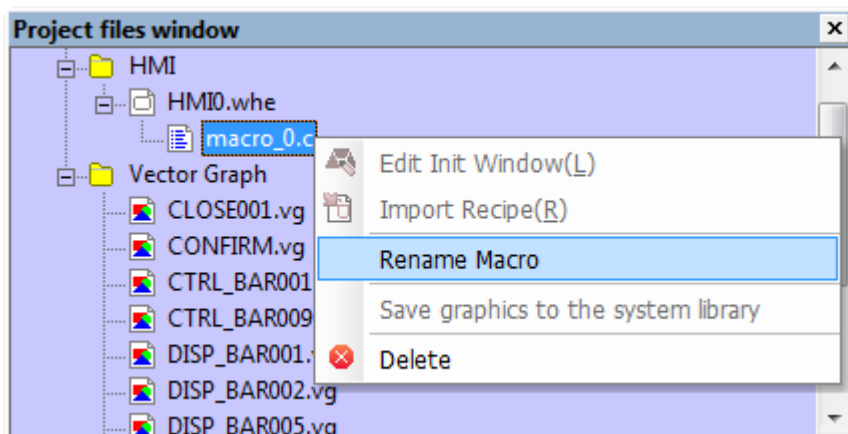 Project files window
HMI
HMI0.whe
macro_0.c
Edit Init Window(L)
Vector Graph
CLOSE001.vg
Import Recipe(R)
CONFIRM.vg
Rename Macro
CTRL_BAR001
CTRL_BAR009
Save graphics to the system library
DISP_BAR001.
Delete
DISP_BAR002.vg
DISP_BAR005.vg